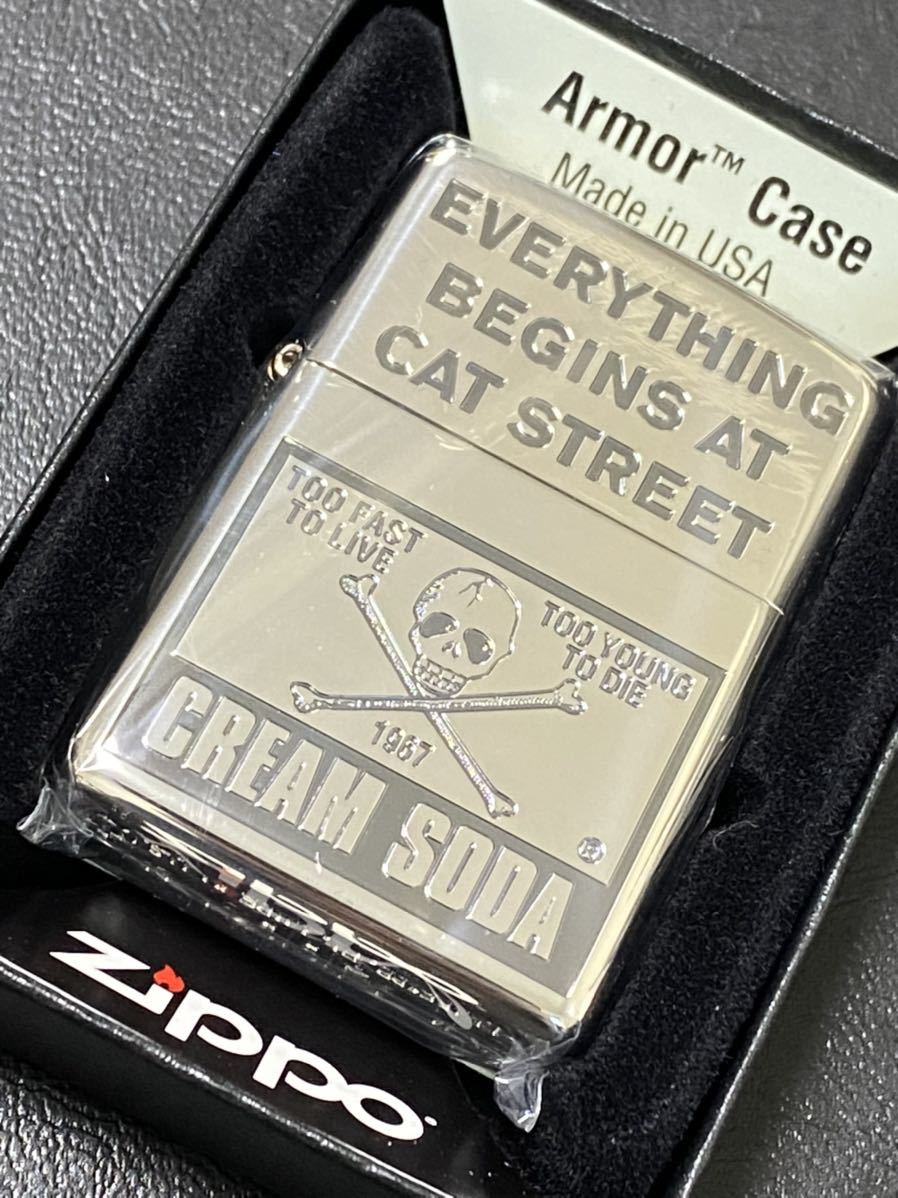 Armor™ Case
Made in USA
EVERYTHING
BEGINS AT
CAT STREET
TOO FAST
TO LIVE
TOO YOUNG
TO DIE
1967
CREAM SODA
®
zippo